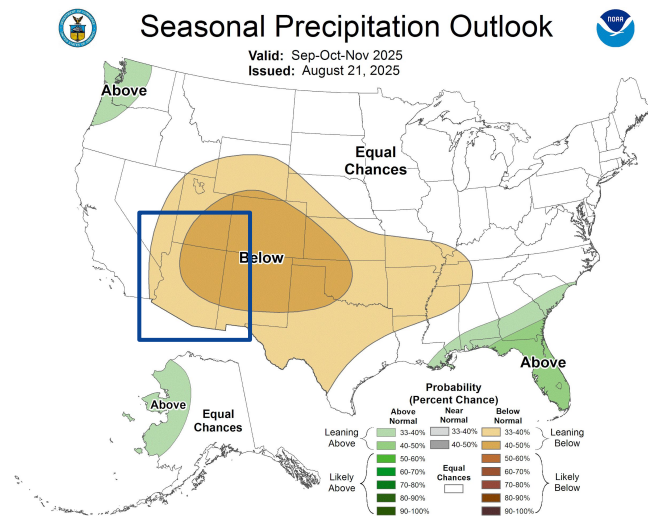 Seasonal Precipitation Outlook
NOAA
Valid: Sep-Oct-Nov 2025
Issued: August 21, 2025
Above
Equal
Chances
Below
Above
Above
Equal
Chances
Probability
(Percent Chance)
Above
Normal
Near
Normal
Below
Normal
Leaning
Above
33-40%
33-40%
33-40%
Leaning
Below
40-50%
40-50%
40-50%
Likely
Above
50-60%
Equal
Chances
50-60%
Likely
Below
60-70%
60-70%
70-80%
70-80%
80-90%
80-90%
90-100%
90-100%